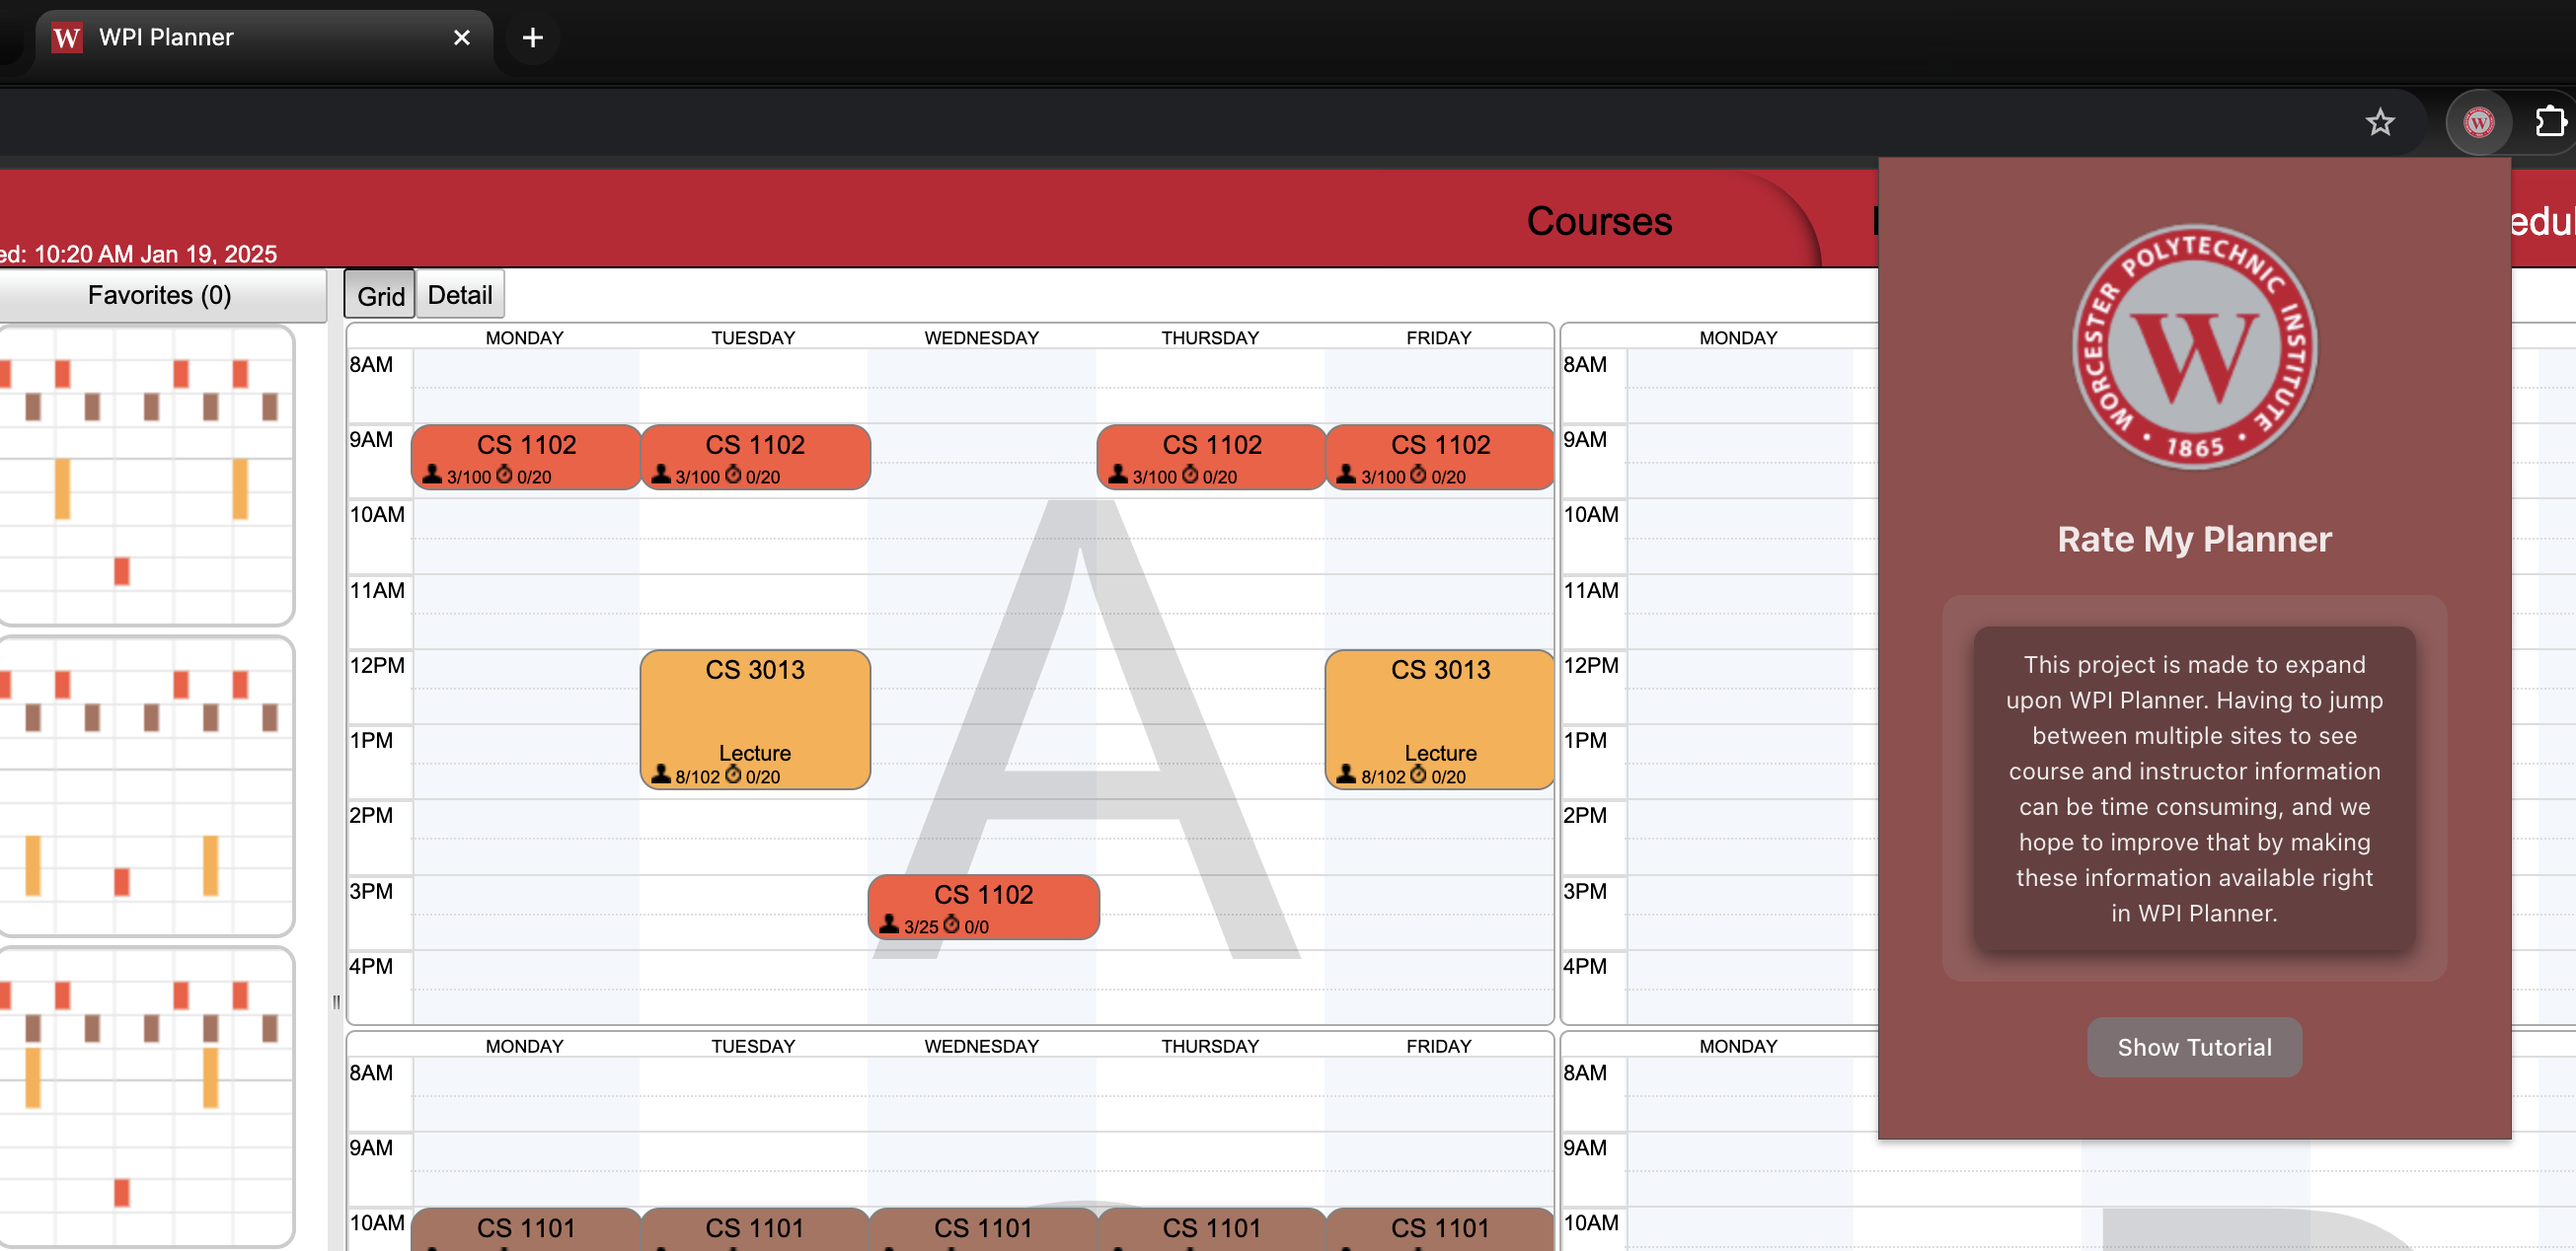 WPI Planner
Courses
edul
ed: 10:20 AM Jan 19, 2025
Favorites (0)
Grid
Detail
MONDAY TUESDAY WEDNESDAY THURSDAY FRIDAY
8AM
9AM
CS 1102
3/100 0/20
CS 1102
3/100 0/20
CS 1102
3/100 0/20
CS 1102
3/100 0/20
10AM
11AM
12PM
CS 3013
Lecture
8/102 0/20
CS 3013
Lecture
8/102 0/20
1PM
2PM
3PM
CS 1102
3/25 0/0
4PM
A
MONDAY
8AM
9AM
10AM
11AM
12PM
1PM
2PM
3PM
4PM
MONDAY TUESDAY WEDNESDAY THURSDAY FRIDAY
8AM
9AM
10AM
CS 1101
CS 1101
CS 1101
CS 1101
CS 1101
MONDAY
8AM
9AM
10AM
WORCESTER POLYTECHNIC INSTITUTE
W
1865
Rate My Planner
This project is made to expand
upon WPI Planner. Having to jump
between multiple sites to see
course and instructor information
can be time consuming, and we
hope to improve that by making
these information available right
in WPI Planner.
Show Tutorial